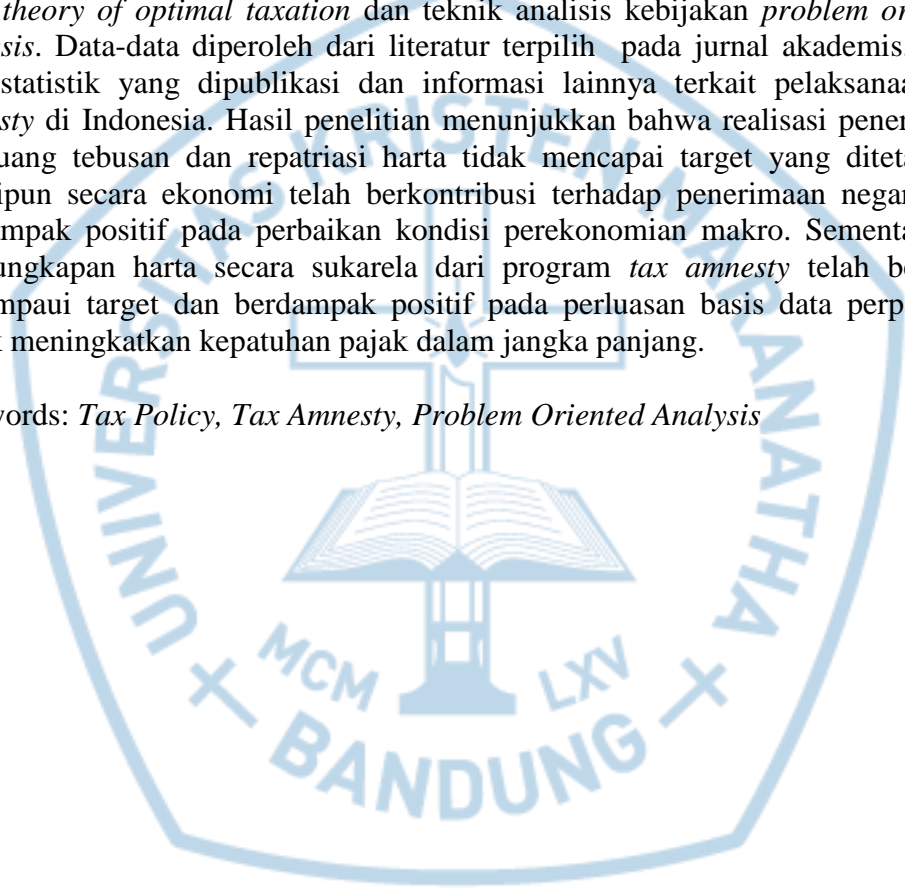 theory of optimal taxation dan teknik analisis kebijakan problem or
sis. Data-data diperoleh dari literatur terpilih pada jurnal akademis.
statistik yang dipublikasi dan informasi lainnya terkait pelaksanaa
sty di Indonesia. Hasil penelitian menunjukkan bahwa realisasi pener
uang tebusan dan repatriasi harta tidak mencapai target yang diteta
ipun secara ekonomi telah berkontribusi terhadap penerimaan negar
mpak positif pada perbaikan kondisi perekonomian makro. Sementa
ungkapan harta secara sukarela dari program tax amnesty telah be
mpaui target dan berdampak positif pada perluasan basis data perp
k meningkatkan kepatuhan pajak dalam jangka panjang.
words: Tax Policy, Tax Amnesty, Problem Oriented Analysis
UNIVERSITAS KRISTEN MARANATHA
MCM LXV
BANDUNG